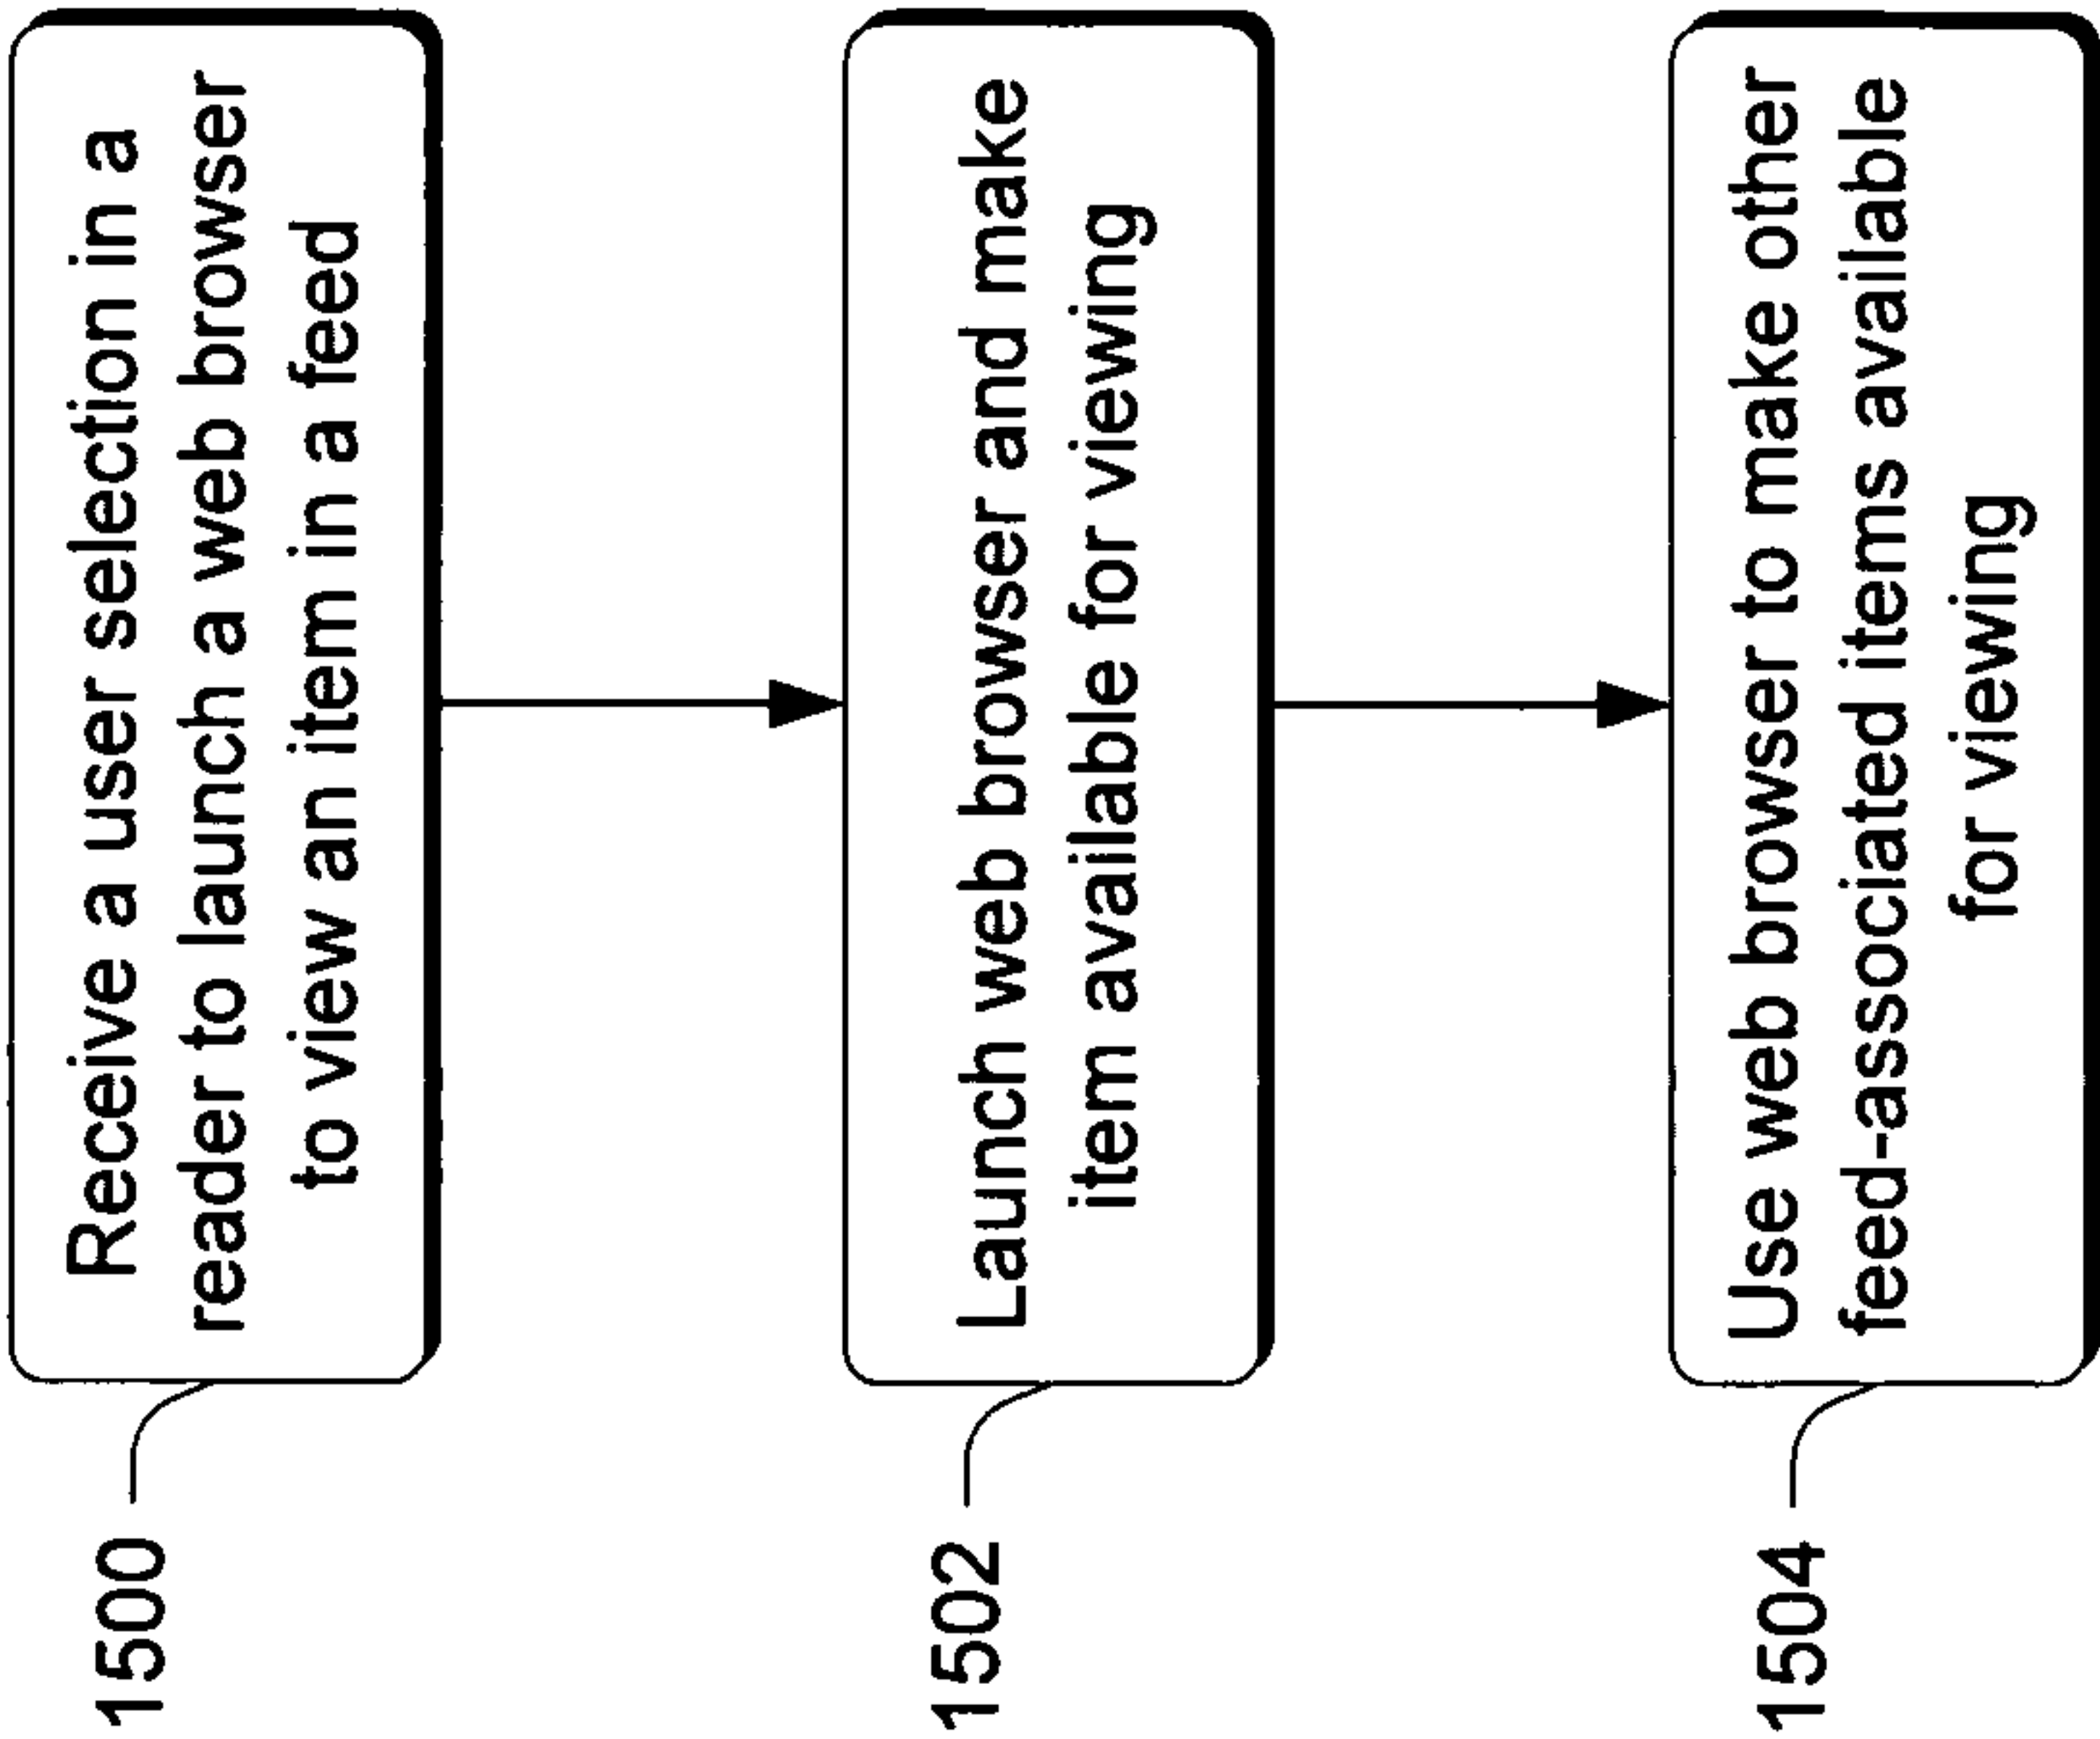 1500
Receive a user selection in a
reader to launch a web browser
to view an item in a feed
1502
Launch web browser and make
item available for viewing
1504
Use web browser to make other
feed-associated items available
for viewing